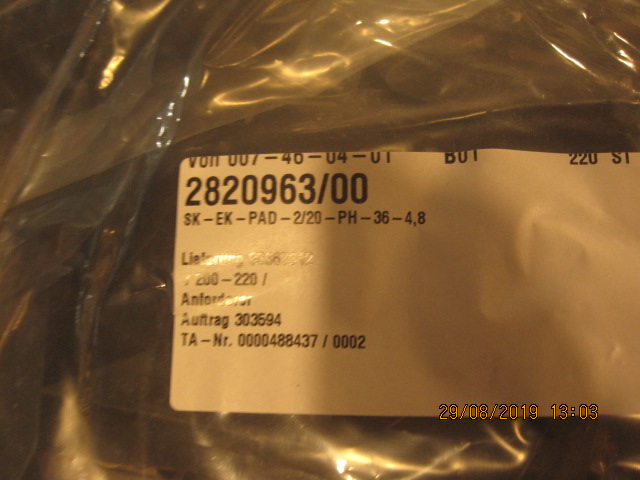 Von 007-46-04-01 B01 220 ST
2820963/00
SK-EK-PAD-2/20-PH-36-4,8
Lieferung
/ 200-220 /
Anforderer
Auftrag 303694
TA-Nr. 0000488437 / 0002
29/08/2019 13:03